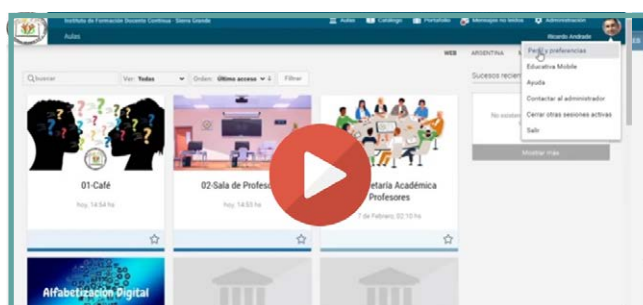 Instituto de Formación Docente Continua - Sierra Grande
Aulas
Catálogo
Portafolio
Mensajes no leídos
Administración
Aulas
Ricardo Andrade
WEB
ARGENTINA
Perfil y preferencias
Educativa Mobile
Ayuda
Contactar al administrador
Cerrar otras sesiones activas
Salir
buscar
Ver: Todas
Orden: Último acceso
Filtrar
Sucesos recien
No existen
Mostrar más
01-Café
hoy, 14:54 hs
02-Sala de Profeso
hoy, 14:53 hs
etaría Académica
Profesores
7 de Febrero, 02:10 hs
Alfabetización Digital